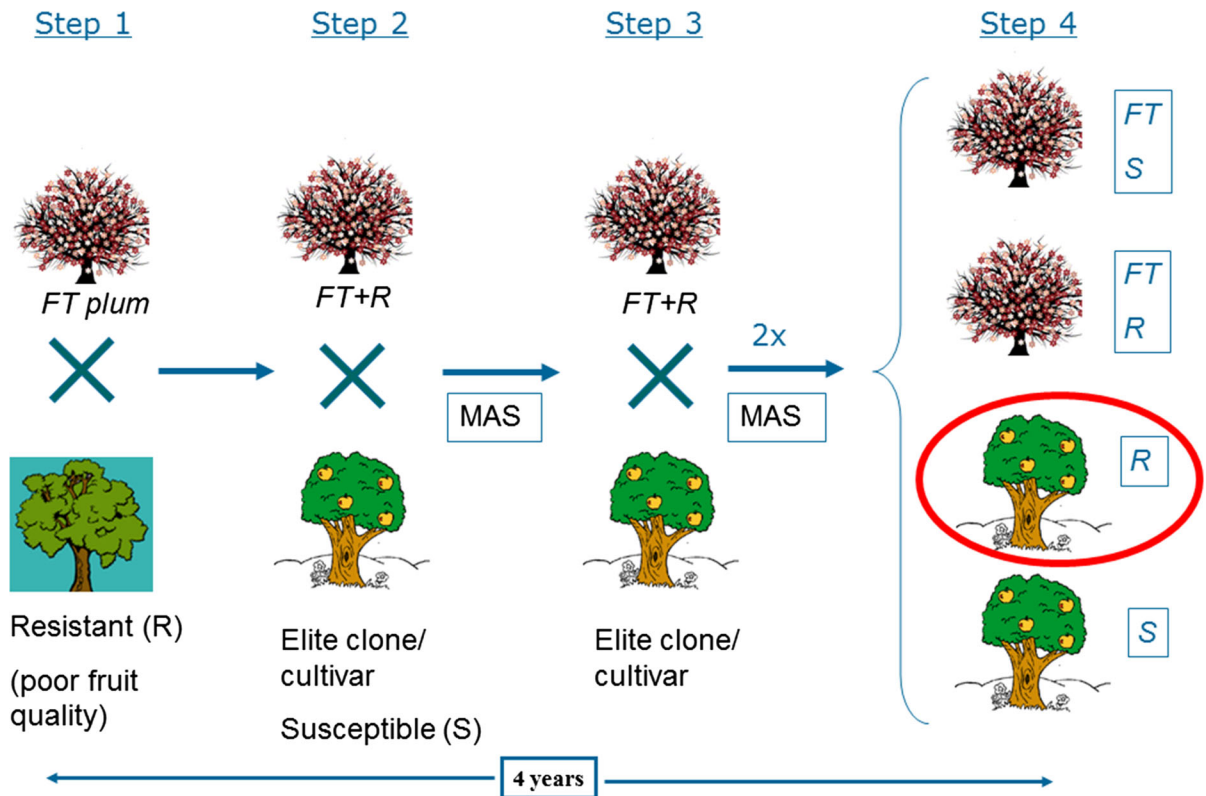 Step 1
Step 2
Step 3
Step 4
FT plum
FT+R
FT+R
2x
MAS
MAS
FT
S
FT
R
R
S
Resistant (R)
(poor fruit
quality)
Elite clone/
cultivar
Susceptible (S)
Elite clone/
cultivar
4 years